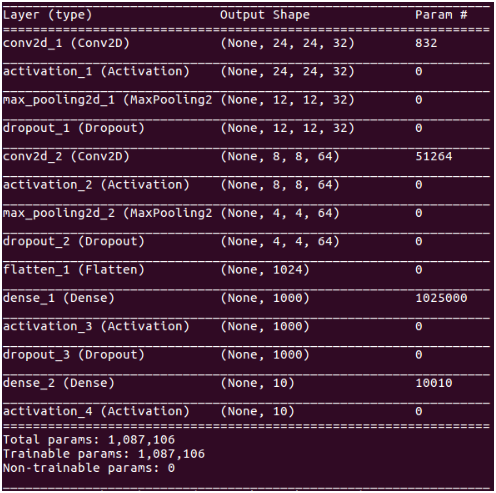 Layer (type) Output Shape Param #
conv2d_1 (Conv2D) (None, 24, 24, 32) 832
activation_1 (Activation) (None, 24, 24, 32) 0
max_pooling2d_1 (MaxPooling2 (None, 12, 12, 32) 0
dropout_1 (Dropout) (None, 12, 12, 32) 0
conv2d_2 (Conv2D) (None, 8, 8, 64) 51264
activation_2 (Activation) (None, 8, 8, 64) 0
max_pooling2d_2 (MaxPooling2 (None, 4, 4, 64) 0
dropout_2 (Dropout) (None, 4, 4, 64) 0
flatten_1 (Flatten) (None, 1024) 0
dense_1 (Dense) (None, 1000) 1025000
activation_3 (Activation) (None, 1000) 0
dropout_3 (Dropout) (None, 1000) 0
dense_2 (Dense) (None, 10) 10010
activation_4 (Activation) (None, 10) 0
Total params: 1,087,106
Trainable params: 1,087,106
Non-trainable params: 0